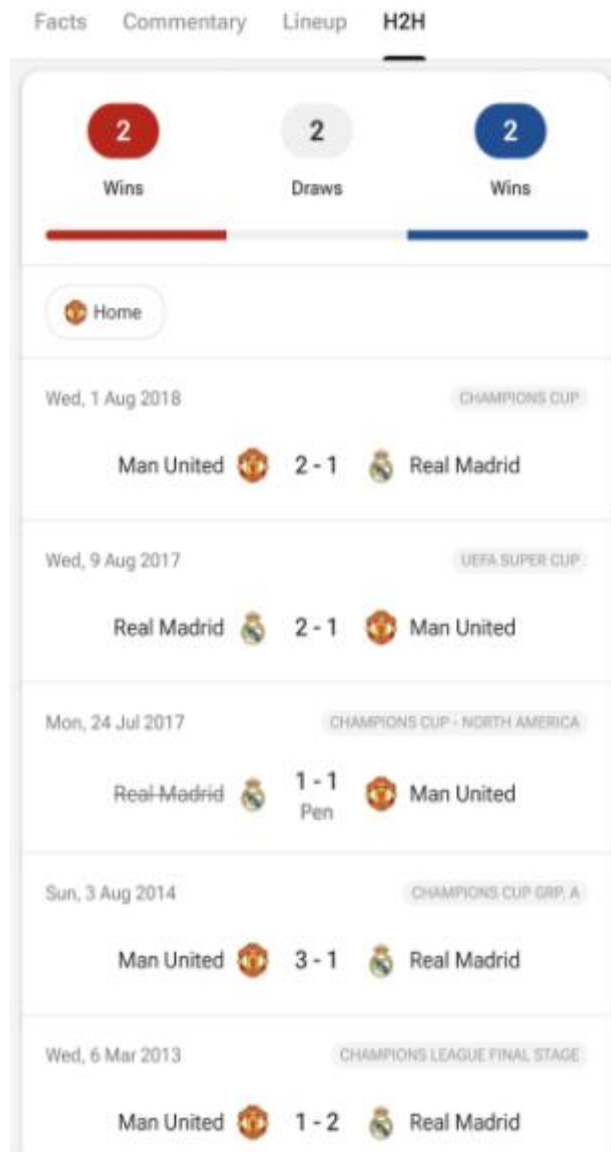 Facts Commentary Lineup H2H
2 2 2
Wins Draws Wins
Home
Wed, 1 Aug 2018 CHAMPIONS CUP
Man United 2 - 1 Real Madrid
Wed, 9 Aug 2017 UEFA SUPER CUP
Real Madrid 2 - 1 Man United
Mon, 24 Jul 2017 CHAMPIONS CUP - NORTH AMERICA
Real Madrid 1 - 1 Man United
Pen
Sun, 3 Aug 2014 CHAMPIONS CUP GRP. A
Man United 3 - 1 Real Madrid
Wed, 6 Mar 2013 CHAMPIONS LEAGUE FINAL STAGE
Man United 1 - 2 Real Madrid